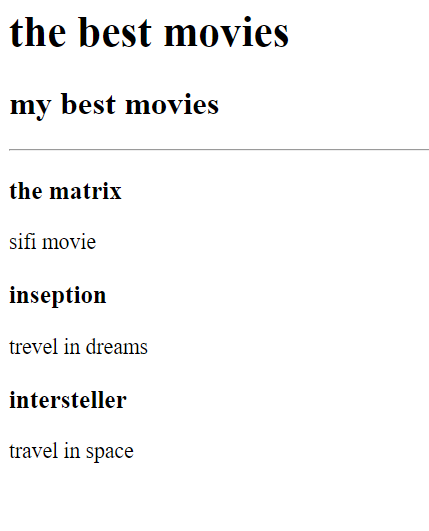 the best movies
my best movies
the matrix
sifi movie
inseption
trevel in dreams
intersteller
travel in space